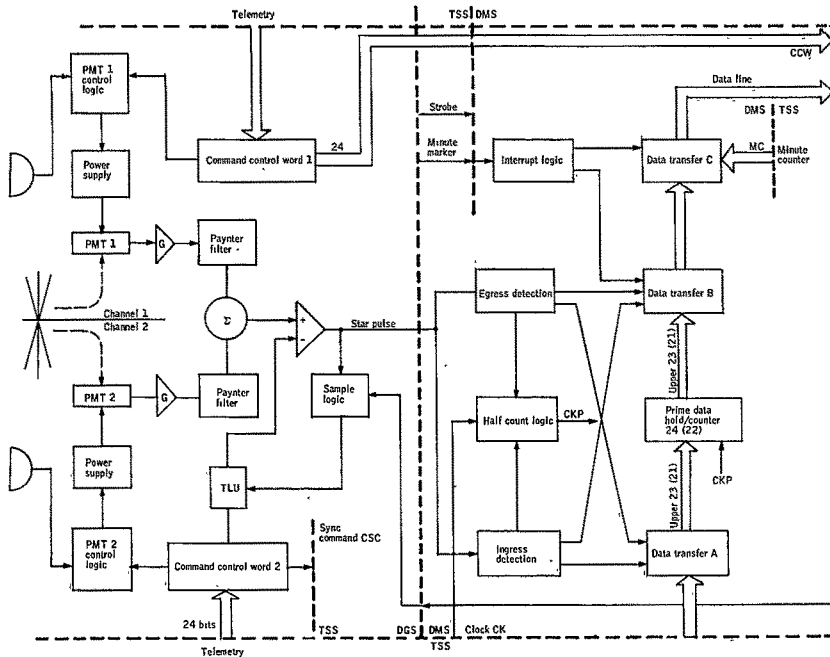 Telemetry
TSS DMS
CCW
PMT 1
control
logic
Data line
DMS TSS
Strobe
24
Command control word 1
Minute
marker
Interrupt logic
Data transfer C
MC
Minute
counter
Power
supply
PMT 1
G
Paynter
filter
Egress detection
Data transfer B
Channel 1
Channel 2
Σ
+
-
Star pulse
Upper 23 (21)
PMT 2
G
Paynter
filter
Sample
logic
Half count logic
CKP
Prime data
hold/counter
24 (22)
Power
supply
TLU
CKP
Upper 23 (21)
Sync
command CSC
PMT 2
control
logic
Command control word 2
Ingress
detection
Data transfer A
24 bits
TSS
DGS
DMS
Clock CK
TSS
Telemetry